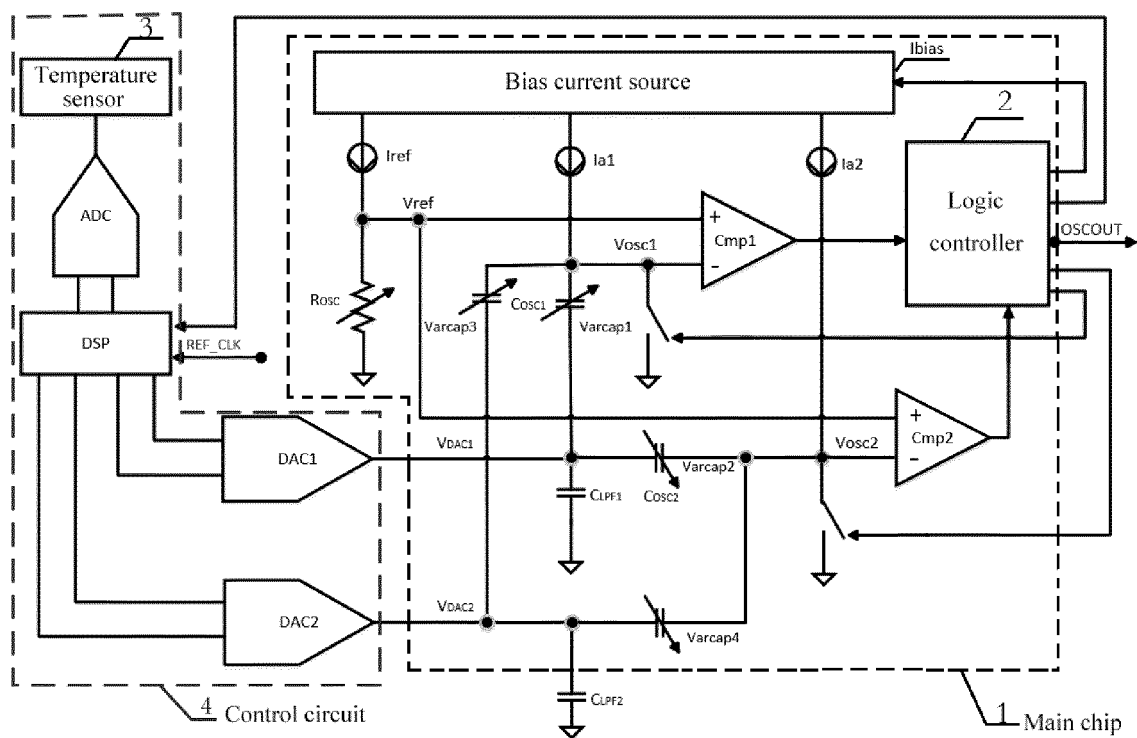 3
Temperature
sensor
ADC
DSP
REF_CLK
DAC1
DAC2
4
Control circuit
Ibias
Bias current source
Iref
Ia1
Ia2
Vref
Vosc1
Rosc
Varcap3
Cosc1
Varcap1
+
Cmp1
-
2
Logic
controller
OSCOUT
+
Cmp2
-
VDAC1
Varcap2
Vosc2
CLPF1
Cosc2
VDAC2
Varcap4
CLPF2
1
Main chip